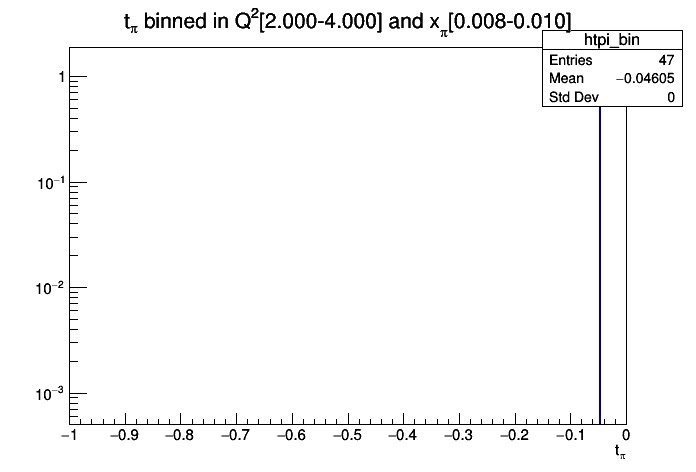 t_π binned in Q²[2.000-4.000] and x_π[0.008-0.010]
htpi_bin
Entries 47
Mean −0.04605
Std Dev 0
1
10⁻¹
10⁻²
10⁻³
−1 −0.9 −0.8 −0.7 −0.6 −0.5 −0.4 −0.3 −0.2 −0.1 0
t_π